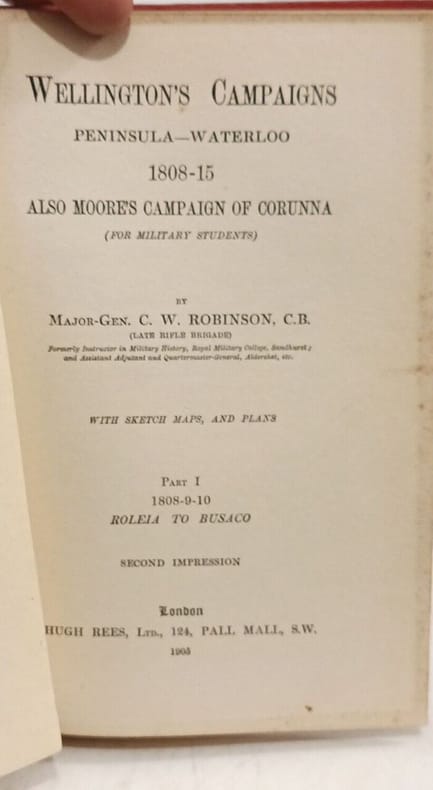 WELLINGTON'S CAMPAIGNS
PENINSULA—WATERLOO
1808-15
ALSO MOORE'S CAMPAIGN OF CORUNNA
(FOR MILITARY STUDENTS)
BY
MAJOR-GEN. C. W. ROBINSON, C.B.
(LATE RIFLE BRIGADE)
Formerly Instructor in Military History, Royal Military College, Sandhurst;
and Assistant Adjutant and Quartermaster-General, Aldershot, etc.
WITH SKETCH MAPS, AND PLANS
PART I
1808-9-10
ROLEIA TO BUSACO
SECOND IMPRESSION
London
HUGH REES, LTD., 124, PALL MALL, S.W.
1905